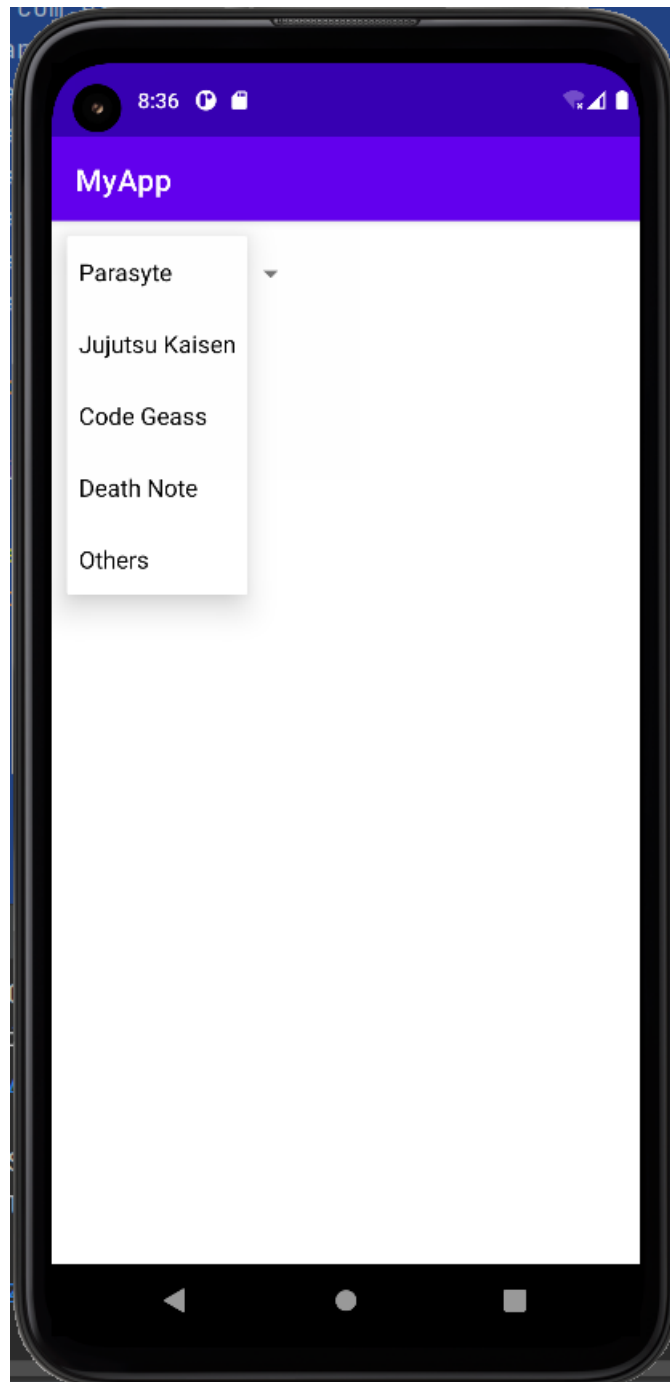 8:36
MyApp
Parasyte
Jujutsu Kaisen
Code Geass
Death Note
Others